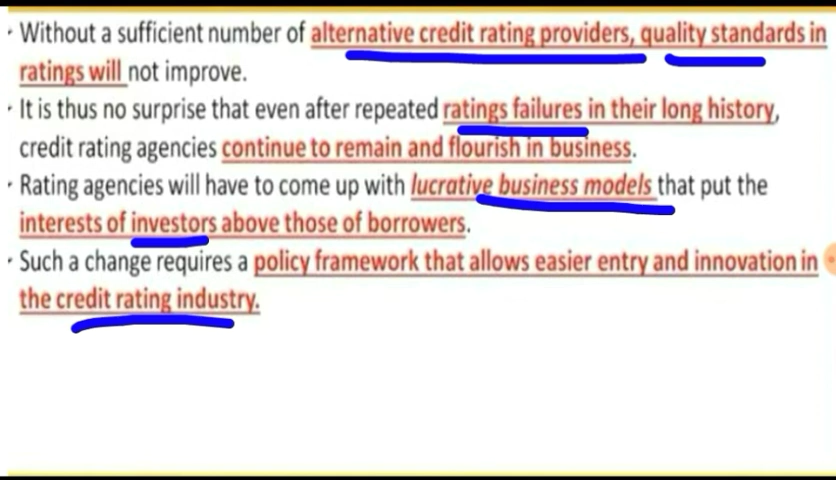 · Without a sufficient number of alternative credit rating providers, quality standards in
ratings will not improve.
· It is thus no surprise that even after repeated ratings failures in their long history,
credit rating agencies continue to remain and flourish in business.
· Rating agencies will have to come up with lucrative business models that put the
interests of investors above those of borrowers.
· Such a change requires a policy framework that allows easier entry and innovation in
the credit rating industry.